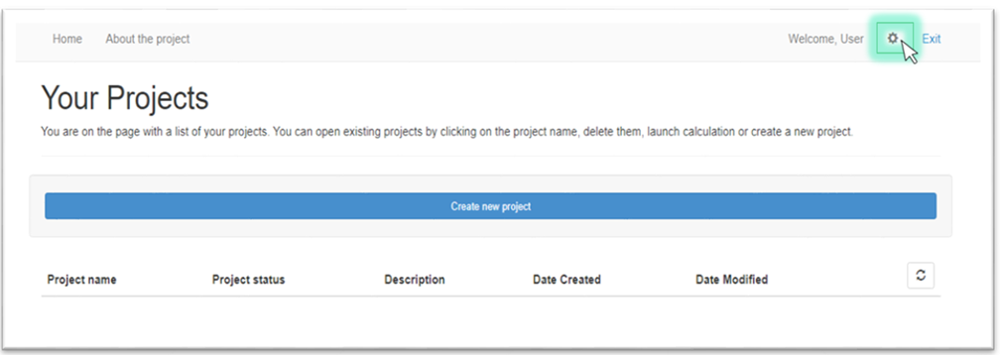 Home About the project Welcome, User Exit
Your Projects
You are on the page with a list of your projects. You can open existing projects by clicking on the project name, delete them, launch calculation or create a new project.
Create new project
Project name Project status Description Date Created Date Modified